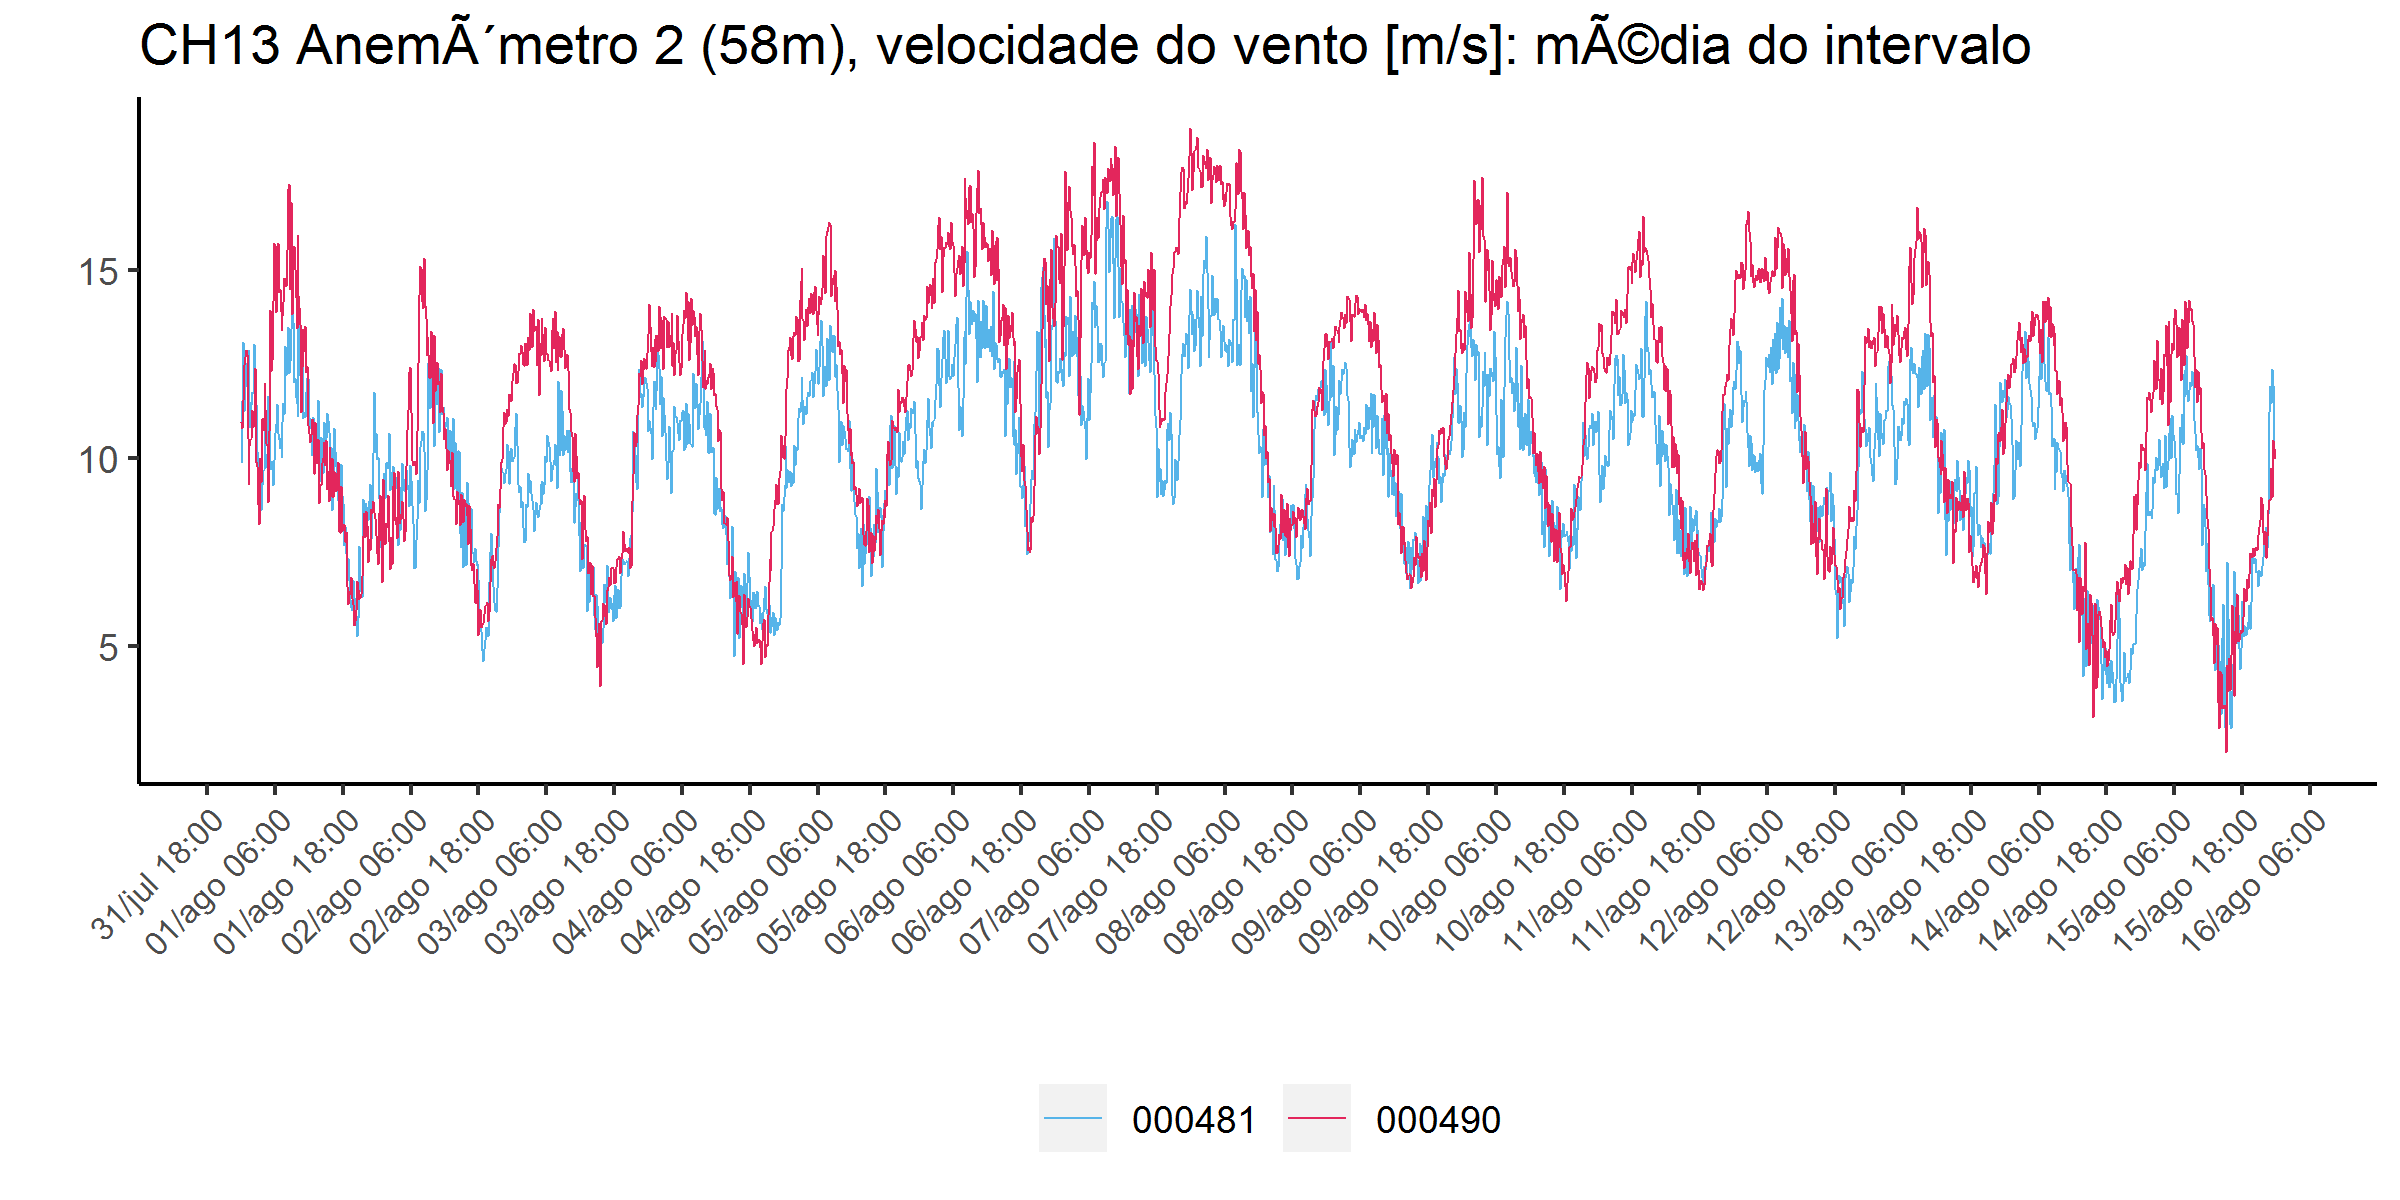 CH13 AnemÃ´metro 2 (58m), velocidade do vento [m/s]: mÃ©dia do intervalo
15
10
5
31/jul 18:00
01/ago 06:00
01/ago 18:00
02/ago 06:00
02/ago 18:00
03/ago 06:00
03/ago 18:00
04/ago 06:00
04/ago 18:00
05/ago 06:00
05/ago 18:00
06/ago 06:00
06/ago 18:00
07/ago 06:00
07/ago 18:00
08/ago 06:00
08/ago 18:00
09/ago 06:00
09/ago 18:00
10/ago 06:00
10/ago 18:00
11/ago 06:00
11/ago 18:00
12/ago 06:00
12/ago 18:00
13/ago 06:00
13/ago 18:00
14/ago 06:00
14/ago 18:00
15/ago 06:00
15/ago 18:00
16/ago 06:00
000481
000490